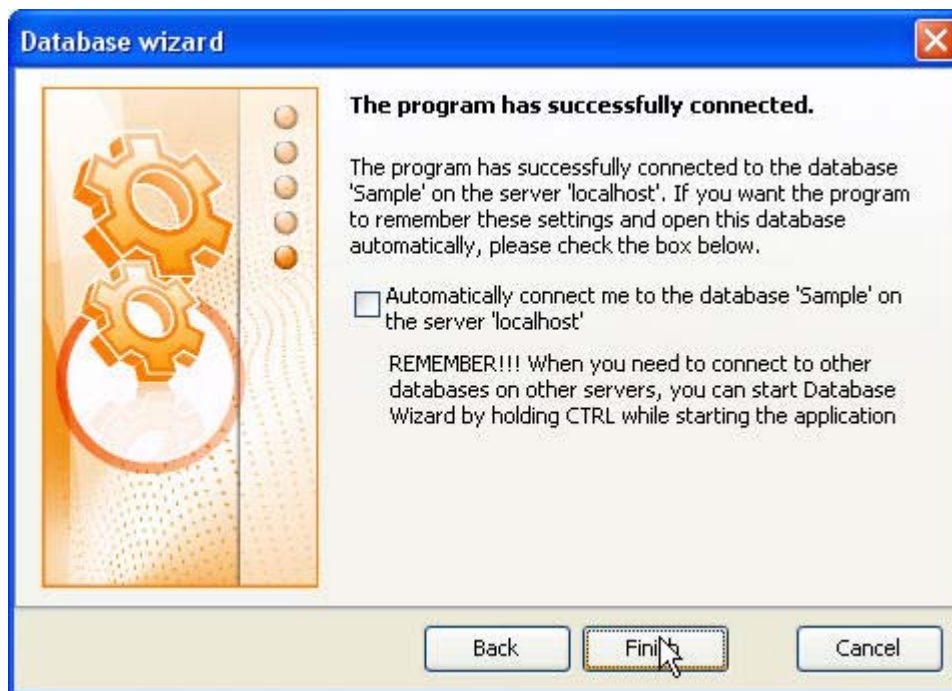 Database wizard
The program has successfully connected.
The program has successfully connected to the database
'Sample' on the server 'localhost'. If you want the program
to remember these settings and open this database
automatically, please check the box below.
Automatically connect me to the database 'Sample' on
the server 'localhost'
REMEMBER!!! When you need to connect to other
databases on other servers, you can start Database
Wizard by holding CTRL while starting the application
Back
Finish
Cancel